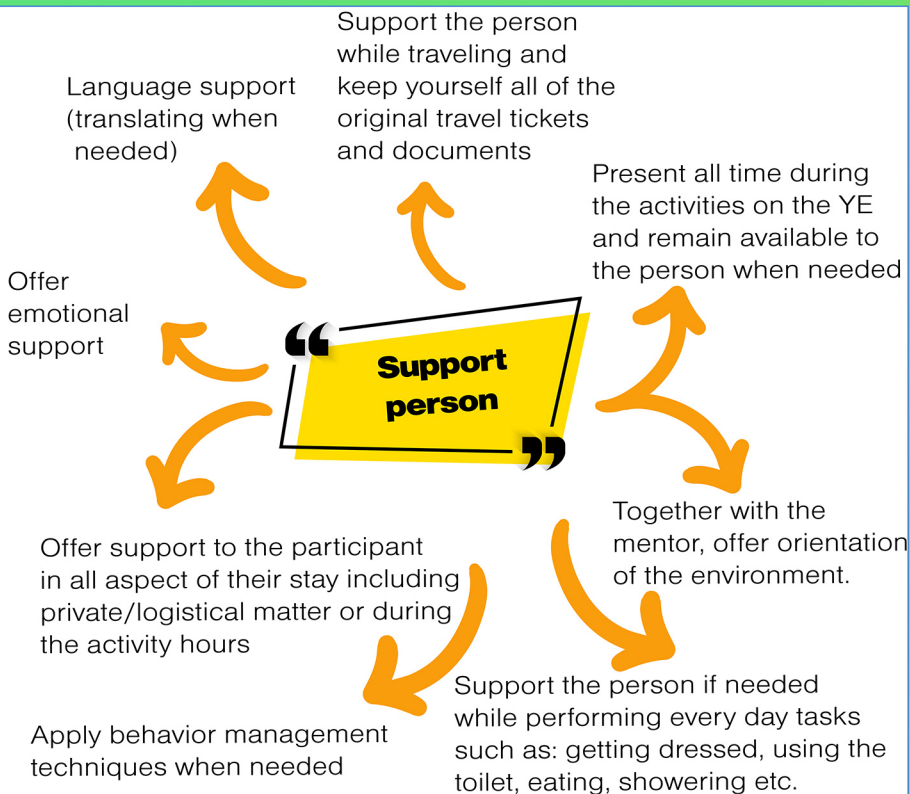 Support the person
while traveling and
keep yourself all of the
original travel tickets
and documents
Language support
(translating when
needed)
Present all time during
the activities on the YE
and remain available to
the person when needed
Offer
emotional
support
“
Support
person
”
Together with the
mentor, offer orientation
of the environment.
Offer support to the participant
in all aspect of their stay including
private/logistical matter or during
the activity hours
Support the person if needed
while performing every day tasks
such as: getting dressed, using the
toilet, eating, showering etc.
Apply behavior management
techniques when needed